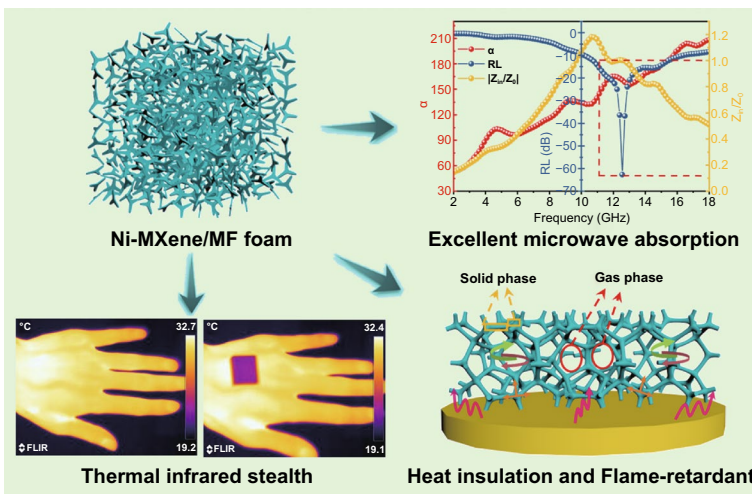 210
180
150
120
90
60
30
α
α
RL
|Zin/Z0|
0
−10
−20
−30
−40
−50
−60
−70
RL (dB)
1.2
1.0
0.8
0.6
0.4
0.2
0.0
Zin/Z0
2 4 6 8 10 12 14 16 18
Frequency (GHz)
Ni-MXene/MF foam
Excellent microwave absorption
°C
32.7
19.2
FLIR
°C
32.4
19.1
FLIR
Solid phase
Gas phase
Thermal infrared stealth
Heat insulation and Flame-retardant